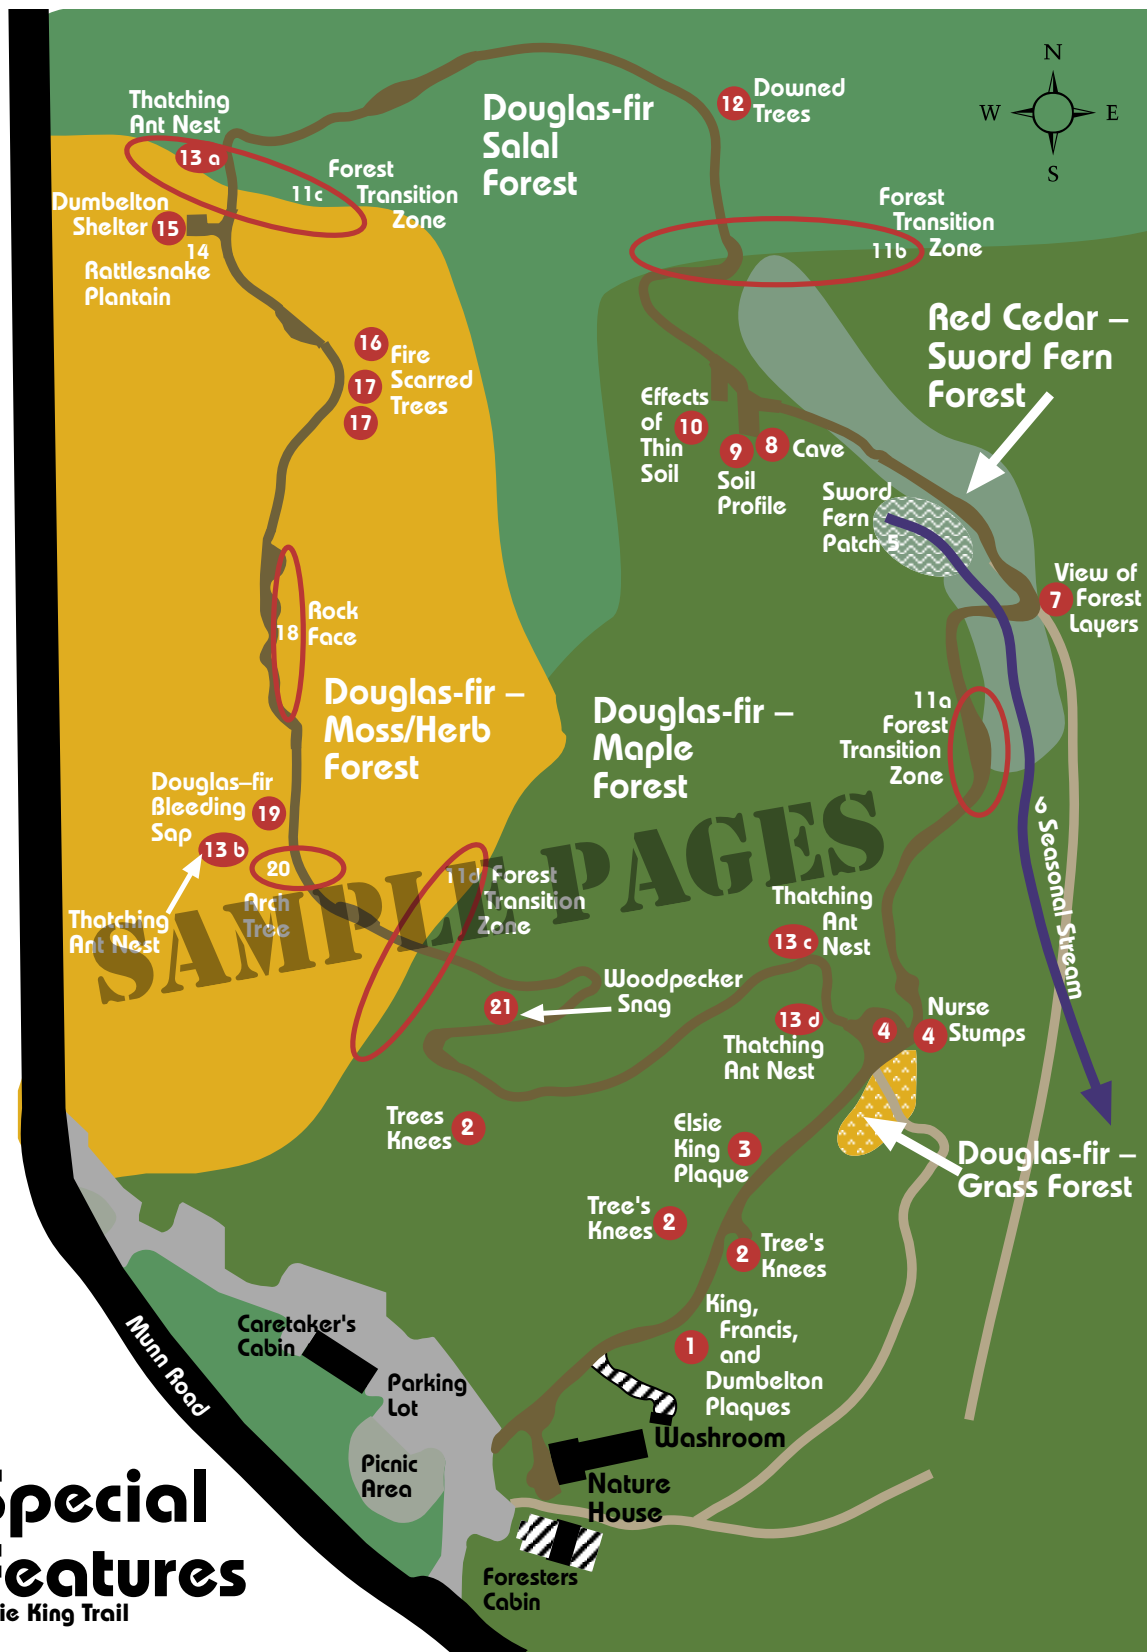 N
W
E
S
Thatching
Ant Nest
13 a
11c
Forest
Transition
Zone
Dumbelton
Shelter 15
14
Rattlesnake
Plantain
Douglas-fir
Salal
Forest
12
Downed
Trees
Forest
Transition
Zone
11b
Red Cedar –
Sword Fern
Forest
16
17
17
Fire
Scarred
Trees
Effects
of
Thin
Soil
10
9
Soil
Profile
8 Cave
Sword
Fern
Patch 5
View of
Forest
Layers
7
18
Rock
Face
Douglas-fir –
Moss/Herb
Forest
Douglas-fir –
Maple
Forest
11a
Forest
Transition
Zone
Douglas–fir
Bleeding
Sap
19
13 b
20
Arch
Tree
Thatching
Ant Nest
11d Forest
Transition
Zone
SAMPLE PAGES
6 Seasonal Stream
Thatching
Ant
Nest
13 c
21
Woodpecker
Snag
13 d
Thatching
Ant Nest
4
4
Nurse
Stumps
Trees
Knees 2
Elsie
King
Plaque
3
Douglas-fir –
Grass Forest
Tree's
Knees 2
2 Tree's
Knees
1
King,
Francis,
and
Dumbelton
Plaques
Caretaker's
Cabin
Parking
Lot
Munn Road
Picnic
Area
Washroom
Nature
House
Foresters
Cabin
Special
Features
ie King Trail